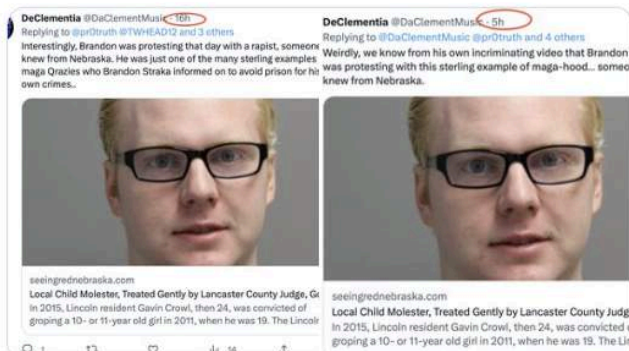 DeClementia @DaClementMusic · 16h
Replying to @pr0truth @TWHEAD12 and 3 others
Interestingly, Brandon was protesting that day with a rapist, someone
knew from Nebraska. He was just one of the many sterling examples
maga Qrazies who Brandon Straka informed on to avoid prison for his
own crimes..
seeingrednebraska.com
Local Child Molester, Treated Gently by Lancaster County Judge, G
In 2015, Lincoln resident Gavin Crowl, then 24, was convicted of
groping a 10- or 11-year old girl in 2011, when he was 19. The Lincoln
1
14
DeClementia @DaClementMusic · 5h
Replying to @DaClementMusic @pr0truth and 4 others
Weirdly, we know from his own incriminating video that Brandon
was protesting with this sterling example of maga-hood... someo
knew from Nebraska.
seeingrednebraska.com
Local Child Molester, Treated Gently by Lancaster County Judg
In 2015, Lincoln resident Gavin Crowl, then 24, was convicted
groping a 10- or 11-year old girl in 2011, when he was 19. The Li